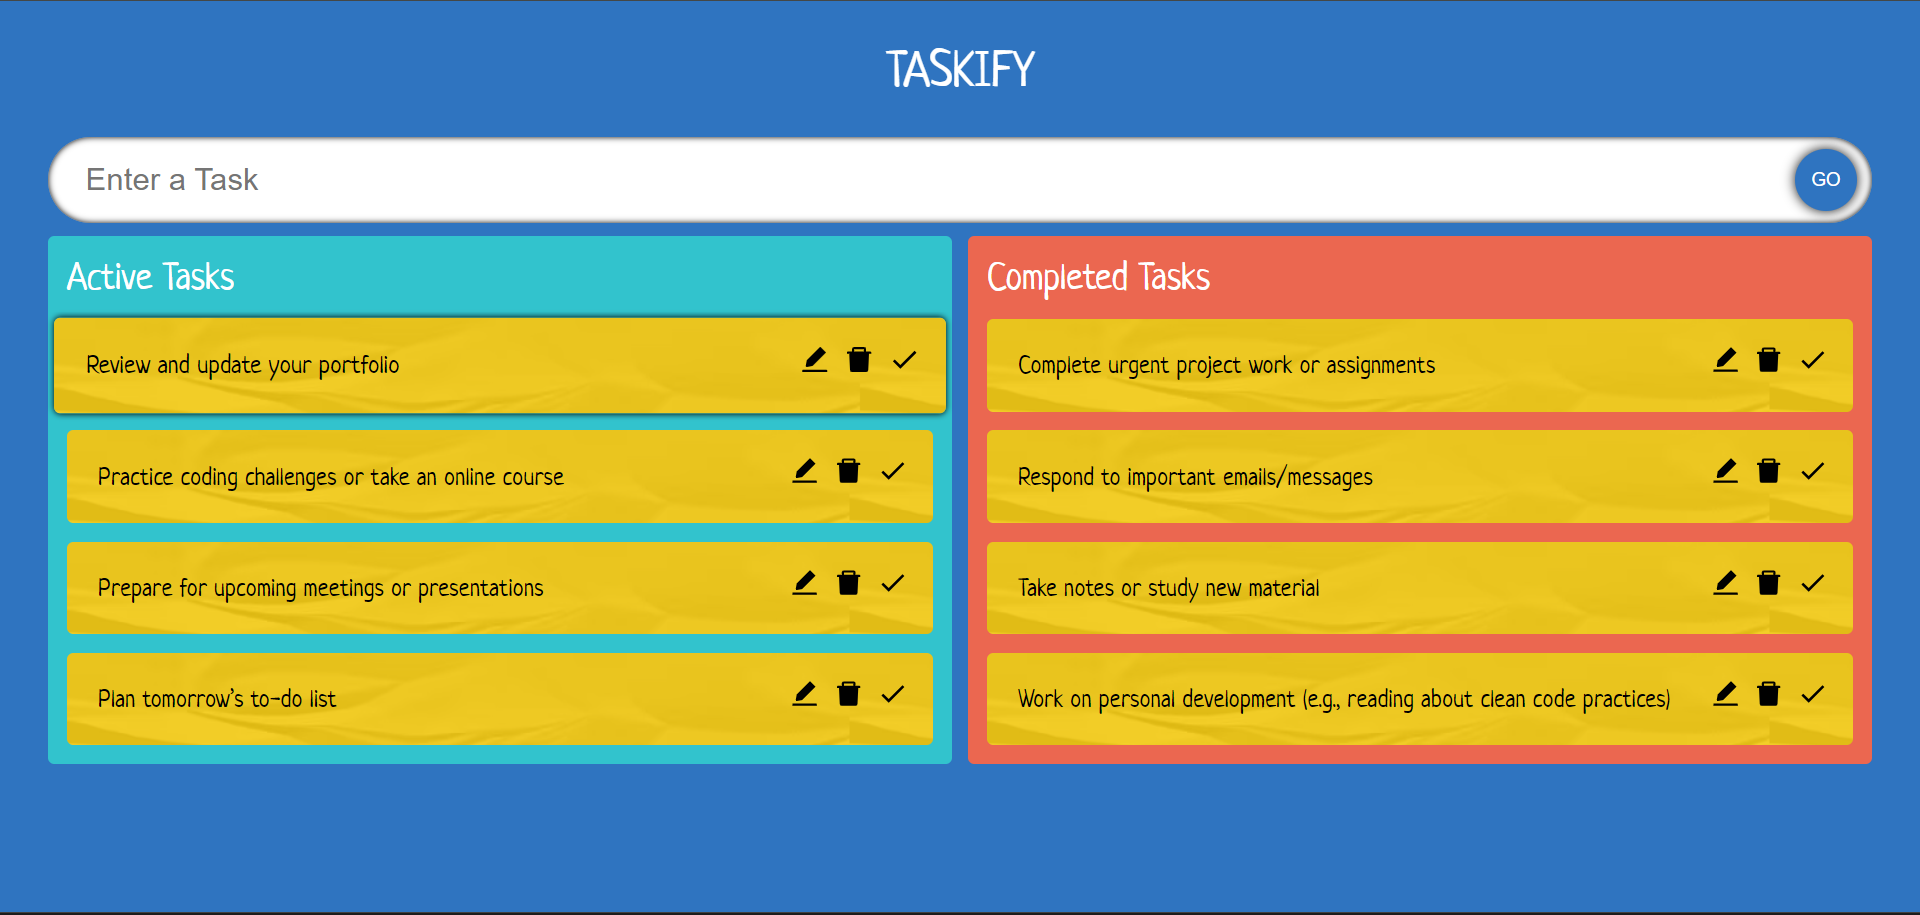 TASKIFY
Enter a Task
GO
Active Tasks
Review and update your portfolio
Practice coding challenges or take an online course
Prepare for upcoming meetings or presentations
Plan tomorrow's to-do list
Completed Tasks
Complete urgent project work or assignments
Respond to important emails/messages
Take notes or study new material
Work on personal development (e.g., reading about clean code practices)